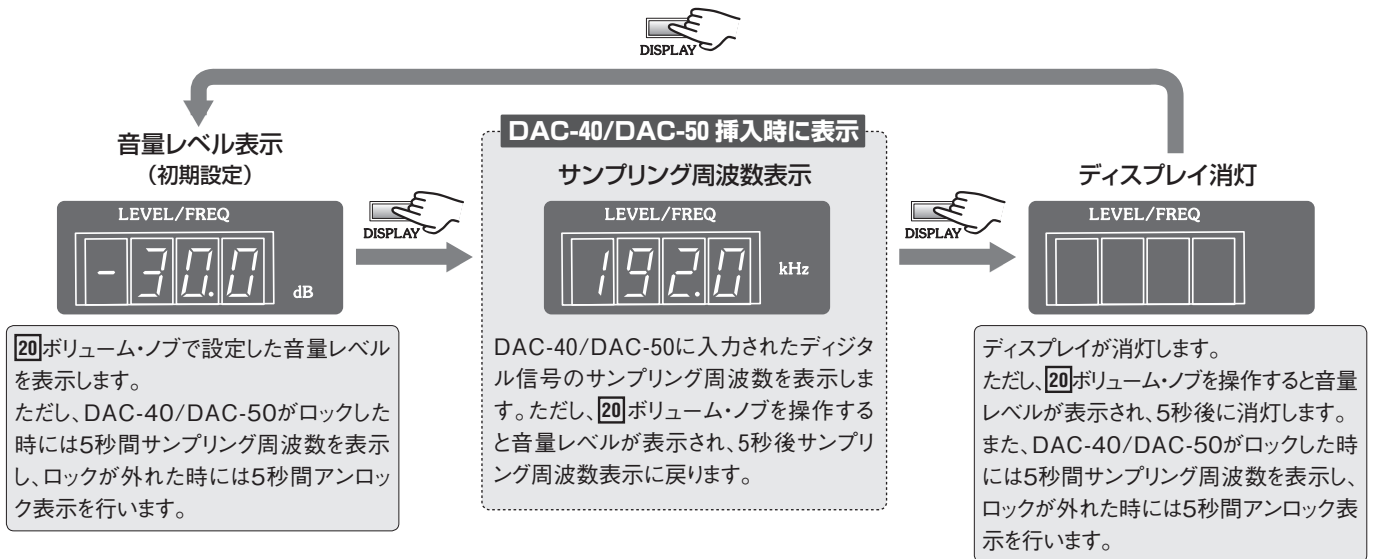 DISPLAY
音量レベル表示
（初期設定）
LEVEL/FREQ
-30.0
dB
20ボリューム・ノブで設定した音量レベル
を表示します。
ただし、DAC-40/DAC-50がロックした
時には5秒間サンプリング周波数を表示
し、ロックが外れた時には5秒間アンロッ
ク表示を行います。
DISPLAY
DAC-40/DAC-50 挿入時に表示
サンプリング周波数表示
LEVEL/FREQ
192.0
kHz
DAC-40/DAC-50に入力されたディジタ
ル信号のサンプリング周波数を表示しま
す。ただし、20ボリューム・ノブを操作する
と音量レベルが表示され、5秒後サンプリ
ング周波数表示に戻ります。
DISPLAY
ディスプレイ消灯
LEVEL/FREQ
ディスプレイが消灯します。
ただし、20ボリューム・ノブを操作すると音量
レベルが表示され、5秒後に消灯します。
また、DAC-40/DAC-50がロックした時
には5秒間サンプリング周波数を表示し、
ロックが外れた時には5秒間アンロック表
示を行います。